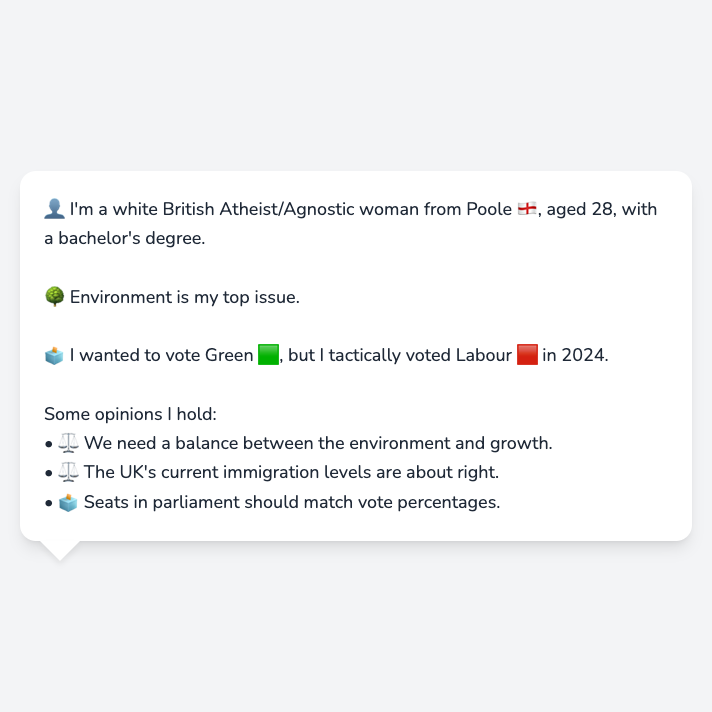 👤 I'm a white British Atheist/Agnostic woman from Poole 🏴󠁧󠁢󠁥󠁮󠁧󠁿, aged 28, with
a bachelor's degree.
🌳 Environment is my top issue.
🗳️ I wanted to vote Green 🟩, but I tactically voted Labour 🟥 in 2024.
Some opinions I hold:
• ⚖️ We need a balance between the environment and growth.
• ⚖️ The UK's current immigration levels are about right.
• 🗳️ Seats in parliament should match vote percentages.